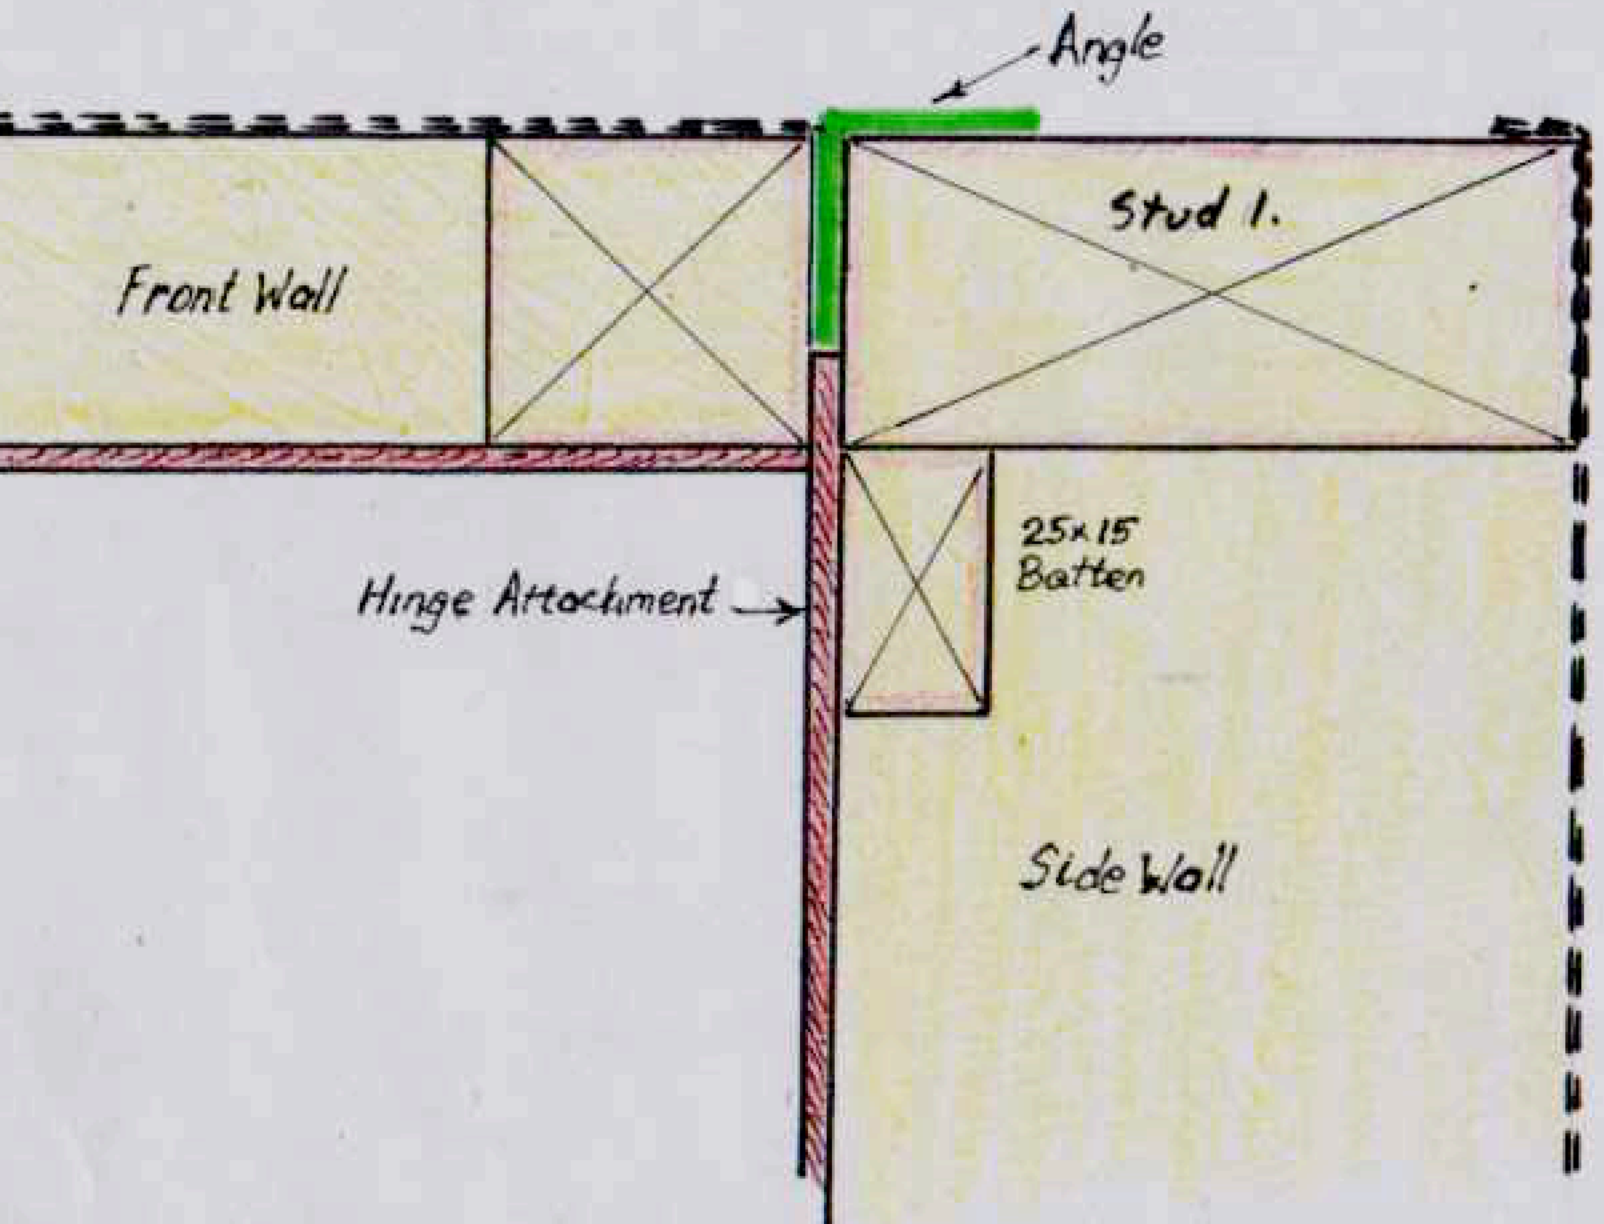 Angle
Stud 1.
Front Wall
25x15
Batten
Hinge Attachment
Side Wall